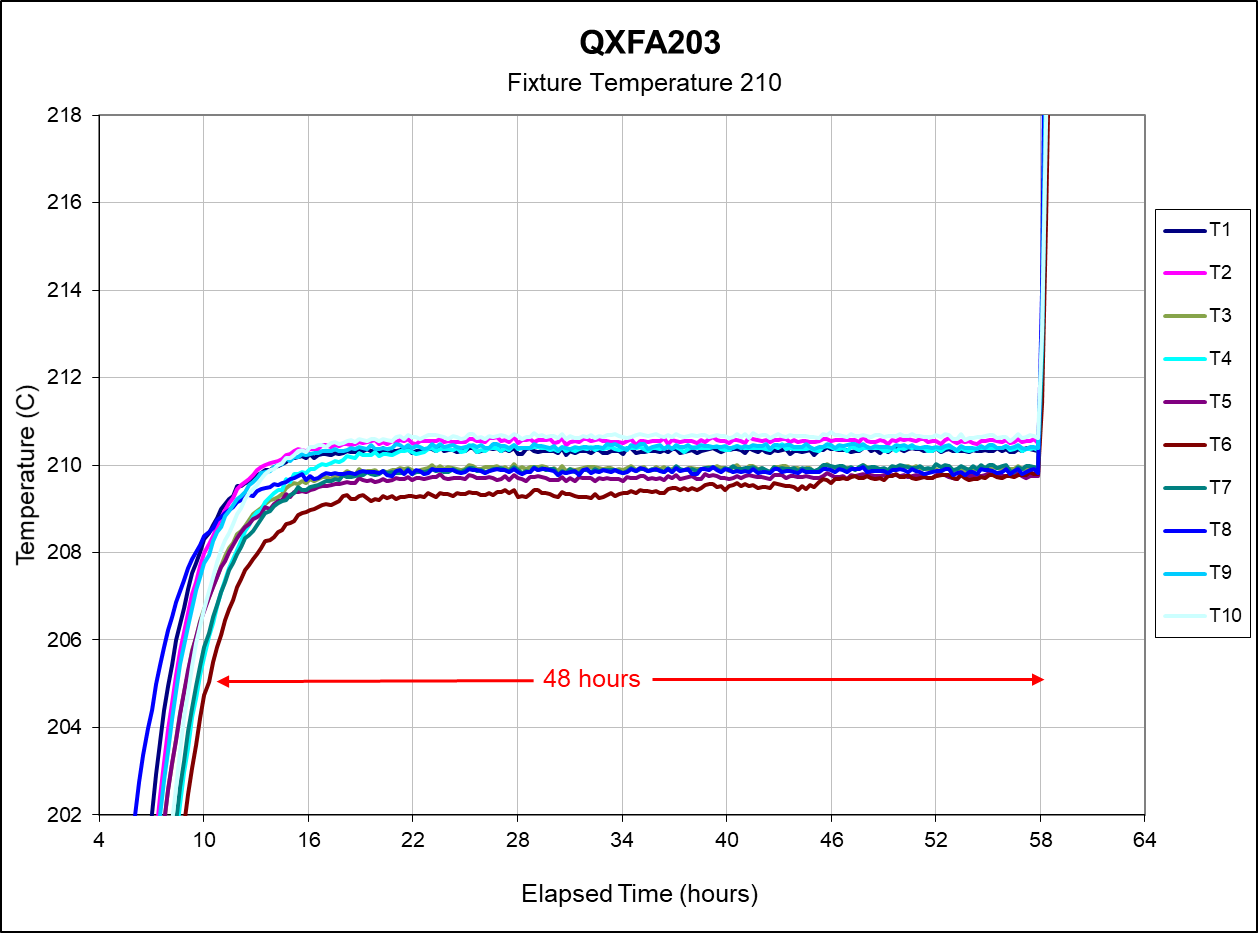 QXFA203
Fixture Temperature 210
218
216
214
212
210
208
206
204
202
Temperature (C)
48 hours
4 10 16 22 28 34 40 46 52 58 64
Elapsed Time (hours)
T1
T2
T3
T4
T5
T6
T7
T8
T9
T10